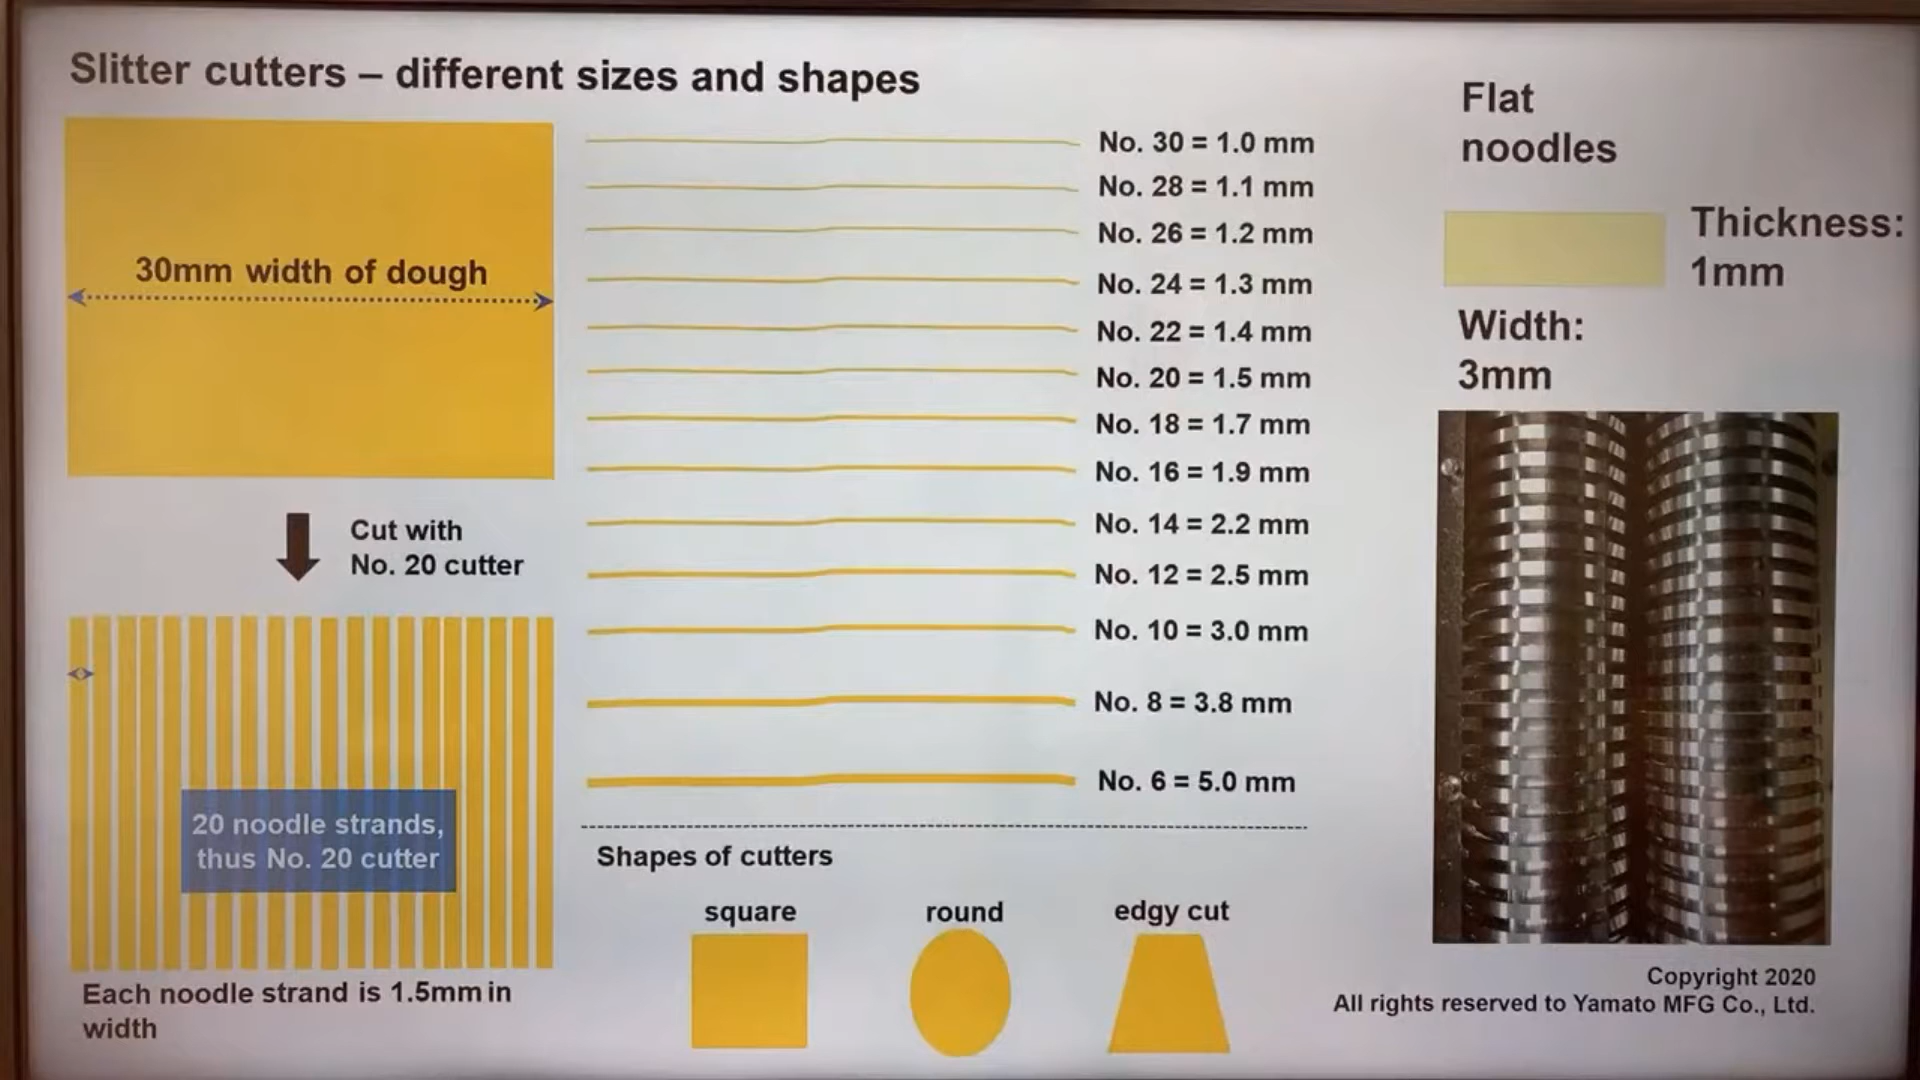 Slitter cutters – different sizes and shapes
30mm width of dough
Cut with
No. 20 cutter
20 noodle strands,
thus No. 20 cutter
Each noodle strand is 1.5mm in
width
No. 30 = 1.0 mm
No. 28 = 1.1 mm
No. 26 = 1.2 mm
No. 24 = 1.3 mm
No. 22 = 1.4 mm
No. 20 = 1.5 mm
No. 18 = 1.7 mm
No. 16 = 1.9 mm
No. 14 = 2.2 mm
No. 12 = 2.5 mm
No. 10 = 3.0 mm
No. 8 = 3.8 mm
No. 6 = 5.0 mm
Shapes of cutters
square
round
edgy cut
Flat
noodles
Thickness:
1mm
Width:
3mm
Copyright 2020
All rights reserved to Yamato MFG Co., Ltd.